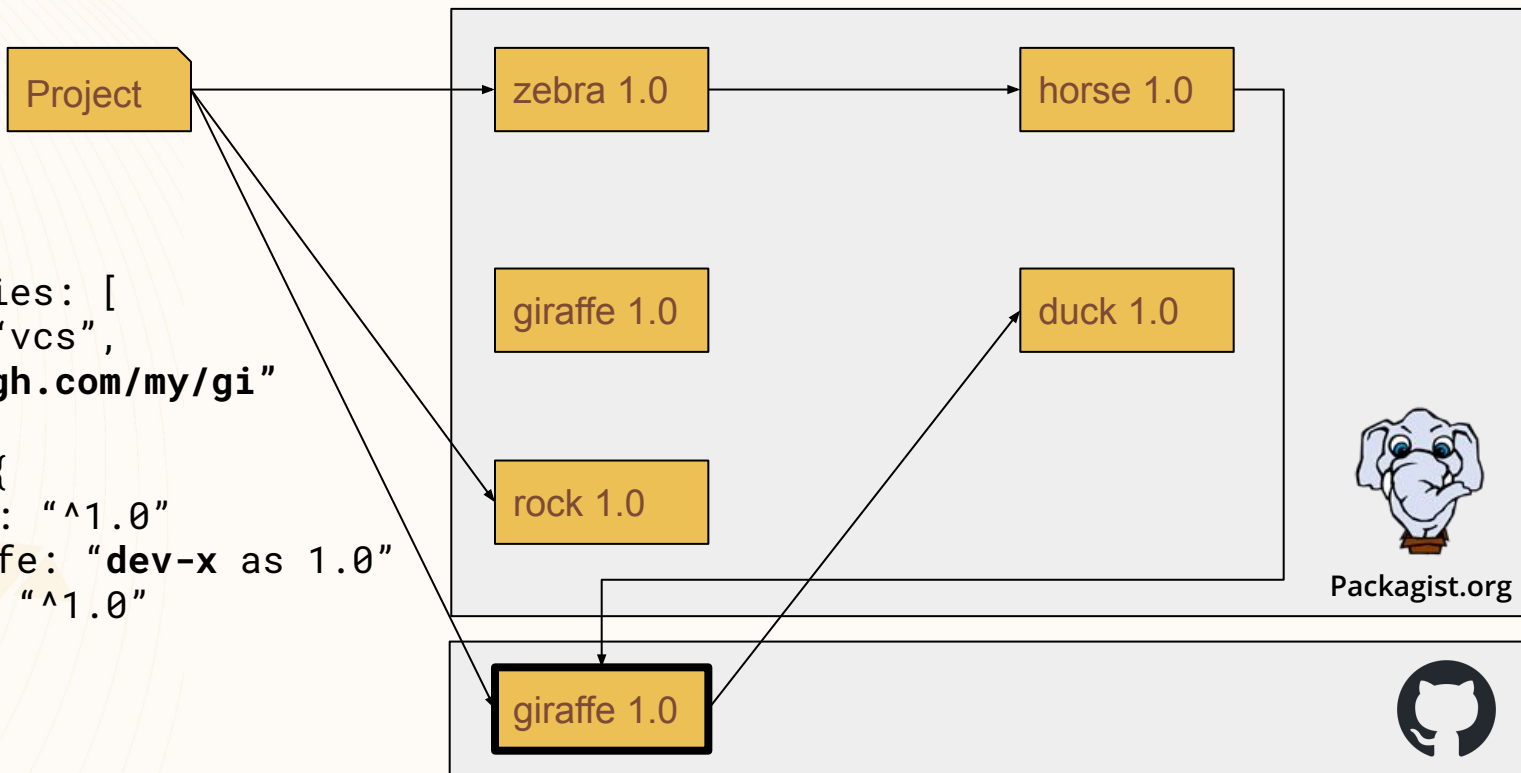 Project
zebra 1.0
horse 1.0
giraffe 1.0
duck 1.0
rock 1.0
ies: [
“vcs”,
gh.com/my/gi”
{
: “^1.0”
fe: “dev-x as 1.0”
“^1.0”
Packagist.org
giraffe 1.0